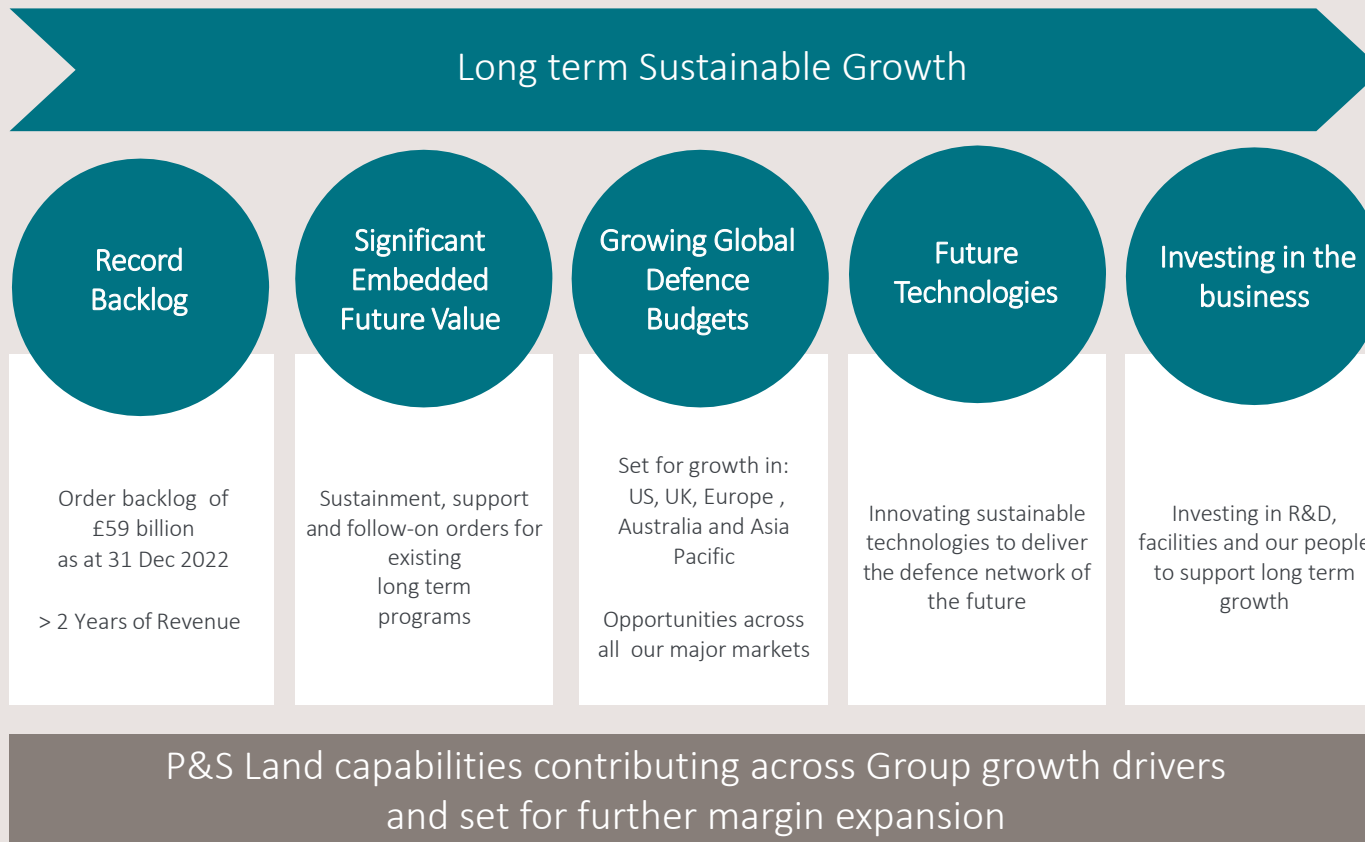 Long term Sustainable Growth
Record
Backlog
Order backlog of
£59 billion
as at 31 Dec 2022
> 2 Years of Revenue
Significant
Embedded
Future Value
Sustainment, support
and follow-on orders for
existing
long term
programs
Growing Global
Defence
Budgets
Set for growth in:
US, UK, Europe ,
Australia and Asia
Pacific
Opportunities across
all our major markets
Future
Technologies
Innovating sustainable
technologies to deliver
the defence network of
the future
Investing in the
business
Investing in R&D,
facilities and our people
to support long term
growth
P&S Land capabilities contributing across Group growth drivers
and set for further margin expansion